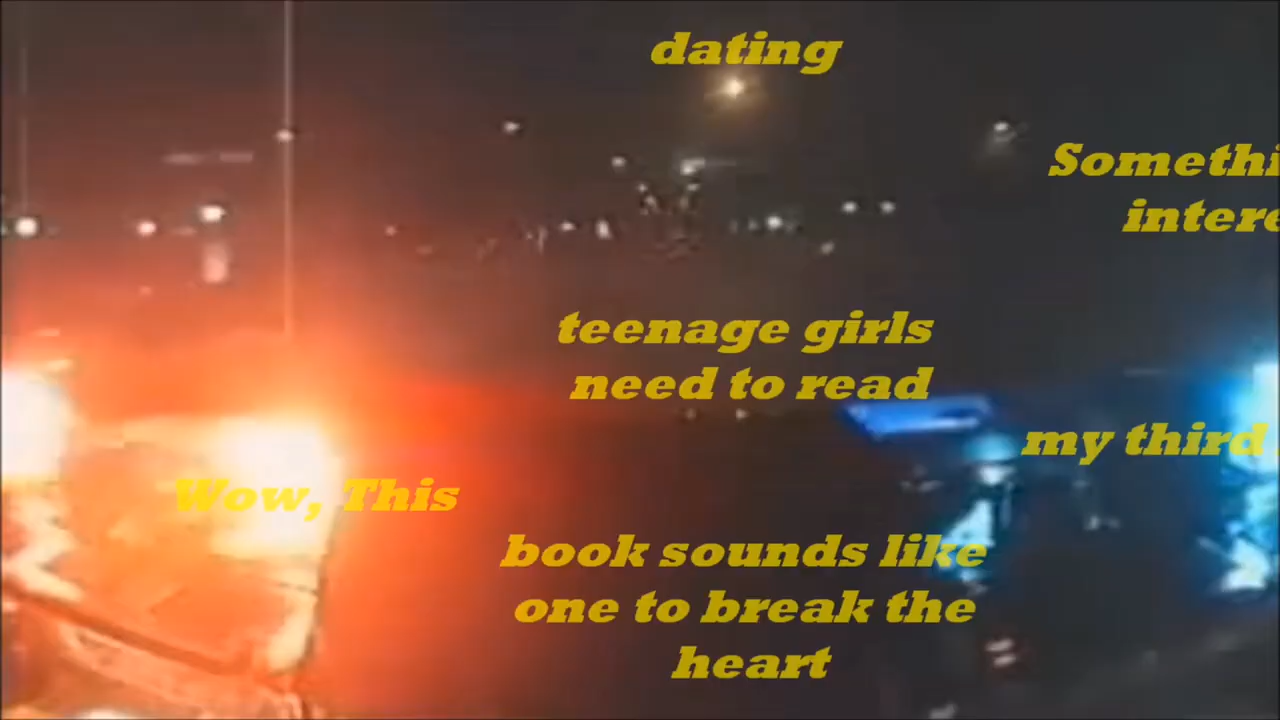 dating
Somethi
interc
teenage girls
need to read
my third
Wow, This
book sounds like
one to break the
heart